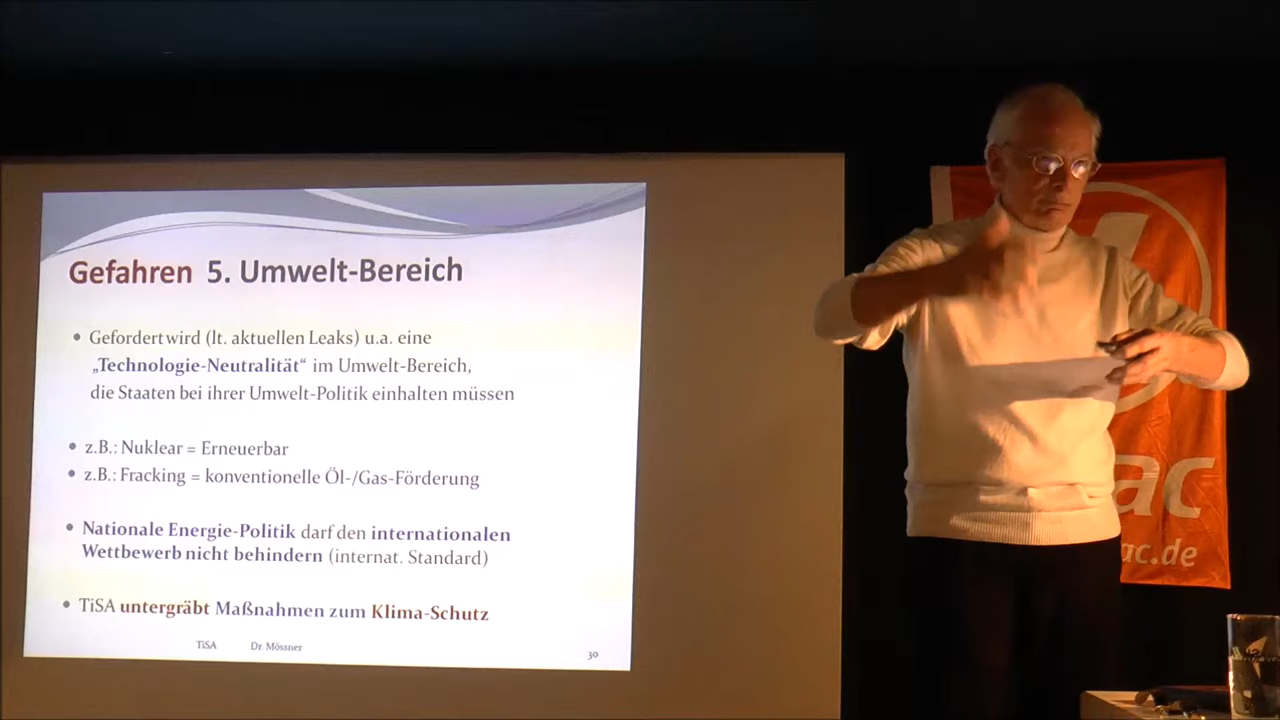 Gefahren 5. Umwelt-Bereich
• Gefordert wird (lt. aktuellen Leaks) u.a. eine
„Technologie-Neutralität“ im Umwelt-Bereich,
die Staaten bei ihrer Umwelt-Politik einhalten müssen
• z.B.: Nuklear = Erneuerbar
• z.B.: Fracking = konventionelle Öl-/Gas-Förderung
• Nationale Energie-Politik darf den internationalen
Wettbewerb nicht behindern (internat. Standard)
• TiSA untergräbt Maßnahmen zum Klima-Schutz
TiSA Dr. Mössner
30
ac
ac.de